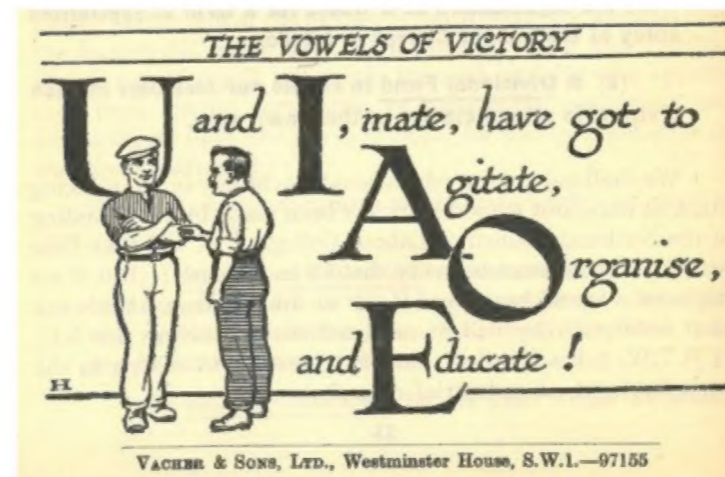 THE VOWELS OF VICTORY
U and I, mate, have got to
Agitate,
Organise,
and Educate!
H
VACHER & SONS, LTD., Westminster House, S.W.1.—97155